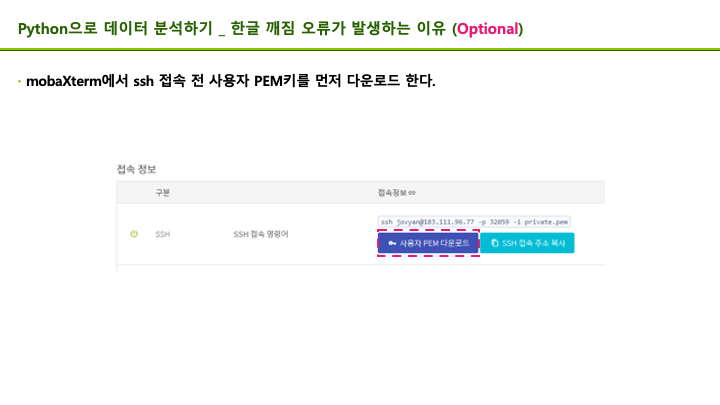 Python으로 데이터 분석하기 _ 한글 깨짐 오류가 발생하는 이유 (Optional)
· mobaXterm에서 ssh 접속 전 사용자 PEM키를 먼저 다운로드 한다.
접속 정보
구분 접속정보
ssh jovyan@183.111.96.77 -p 32059 -i private.pem
SSH SSH 접속 명령어
사용자 PEM 다운로드 SSH 접속 주소 복사